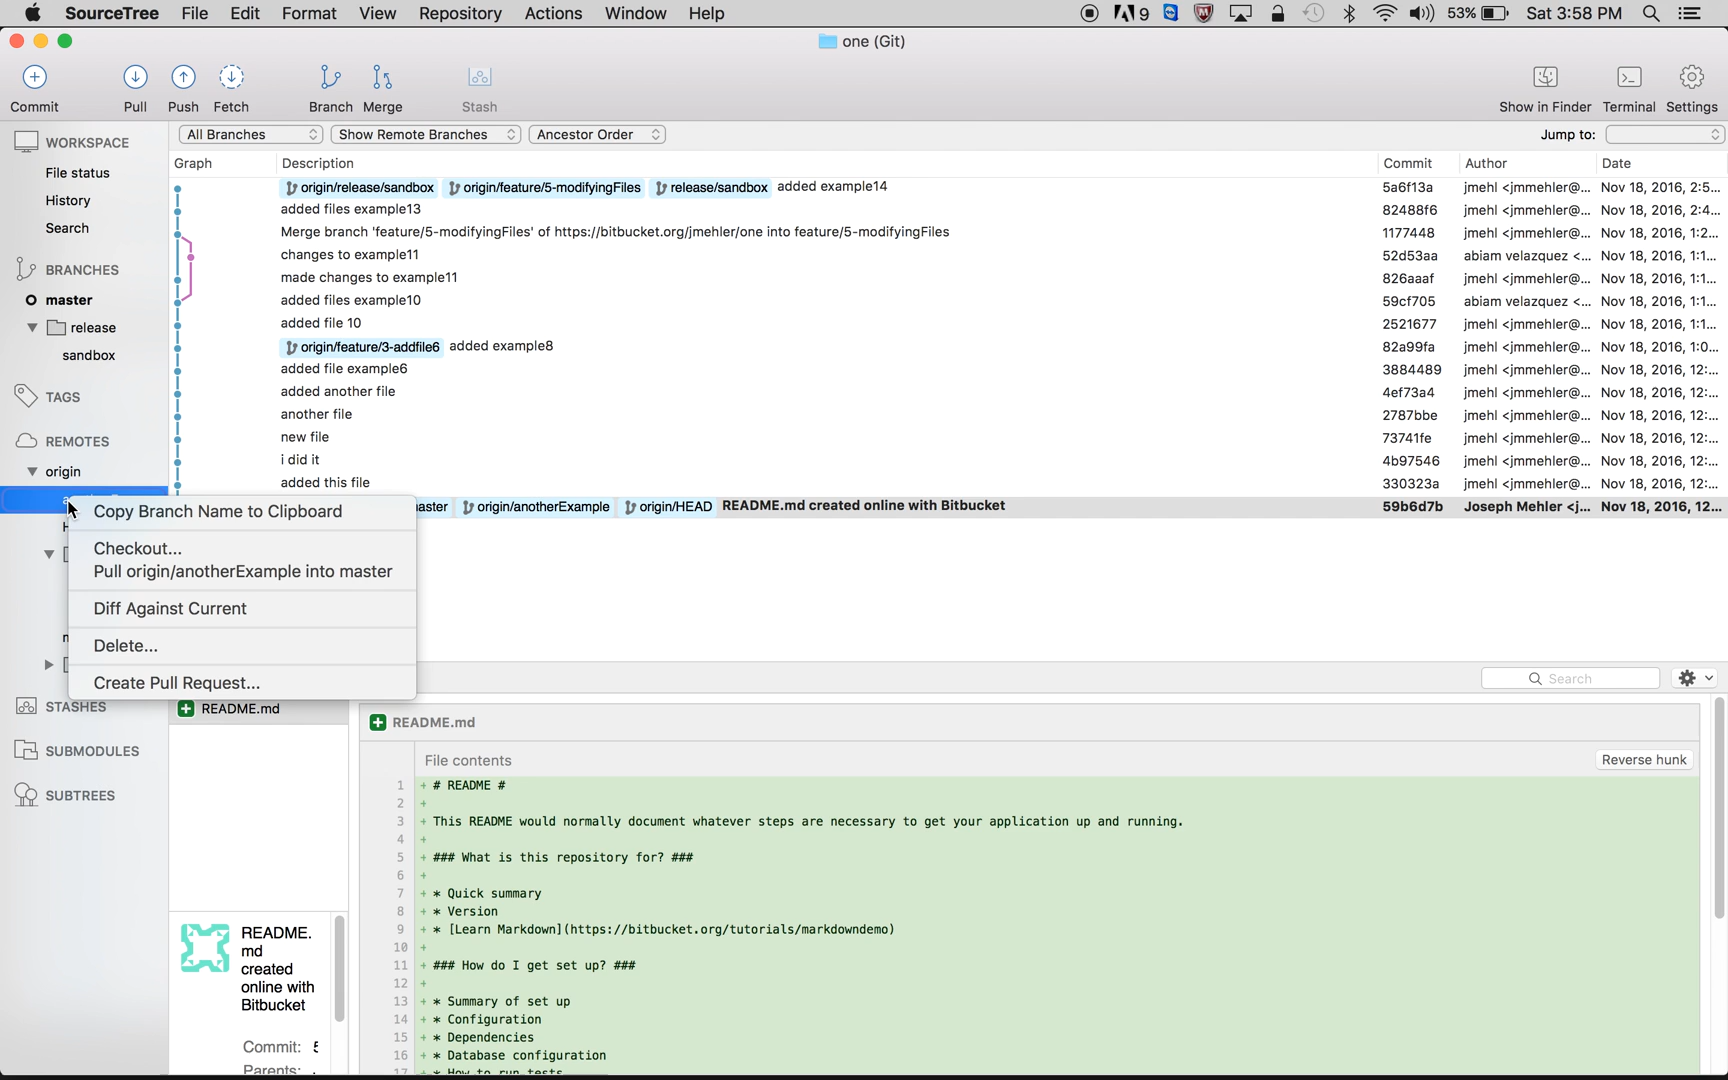 SourceTree File Edit Format View Repository Actions Window Help 9 53% Sat 3:58 PM
one (Git)
Commit Pull Push Fetch Branch Merge Stash Show in Finder Terminal Settings
All Branches Show Remote Branches Ancestor Order Jump to:
Graph Description Commit Author Date
origin/release/sandbox origin/feature/5-modifyingFiles release/sandbox added example14 5a6f13a jmehl <jmmehler@... Nov 18, 2016, 2:5...
added files example13 82488f6 jmehl <jmmehler@... Nov 18, 2016, 2:4...
Merge branch 'feature/5-modifyingFiles' of https://bitbucket.org/jmehler/one into feature/5-modifyingFiles 1177448 jmehl <jmmehler@... Nov 18, 2016, 1:2...
changes to example11 52d53aa abiam velazquez <... Nov 18, 2016, 1:1...
made changes to example11 826aaaf jmehl <jmmehler@... Nov 18, 2016, 1:1...
added files example10 59cf705 abiam velazquez <... Nov 18, 2016, 1:1...
added file 10 2521677 jmehl <jmmehler@... Nov 18, 2016, 1:1...
origin/feature/3-addfile6 added example8 82a99fa jmehl <jmmehler@... Nov 18, 2016, 1:0...
added file example6 3884489 jmehl <jmmehler@... Nov 18, 2016, 12:...
added another file 4ef73a4 jmehl <jmmehler@... Nov 18, 2016, 12:...
another file 2787bbe jmehl <jmmehler@... Nov 18, 2016, 12:...
new file 73741fe jmehl <jmmehler@... Nov 18, 2016, 12:...
i did it 4b97546 jmehl <jmmehler@... Nov 18, 2016, 12:...
added this file 330323a jmehl <jmmehler@... Nov 18, 2016, 12:...
origin/anotherExample origin/HEAD README.md created online with Bitbucket 59b6d7b Joseph Mehler <j... Nov 18, 2016, 12...
WORKSPACE
File status
History
Search
BRANCHES
master
release
sandbox
TAGS
REMOTES
origin
Copy Branch Name to Clipboard
Checkout...
Pull origin/anotherExample into master
Diff Against Current
Delete...
Create Pull Request...
STASHES
SUBMODULES
SUBTREES
Search
README.md
README.md
File contents Reverse hunk
1 + # README #
2 +
3 + This README would normally document whatever steps are necessary to get your application up and running.
4 +
5 + ### What is this repository for? ###
6 +
7 + * Quick summary
8 + * Version
9 + * [Learn Markdown](https://bitbucket.org/tutorials/markdowndemo)
10 +
11 + ### How do I get set up? ###
12 +
13 + * Summary of set up
14 + * Configuration
15 + * Dependencies
16 + * Database configuration
17 + * How to run tests
README.
md
created
online with
Bitbucket
Commit: 5
Parents: